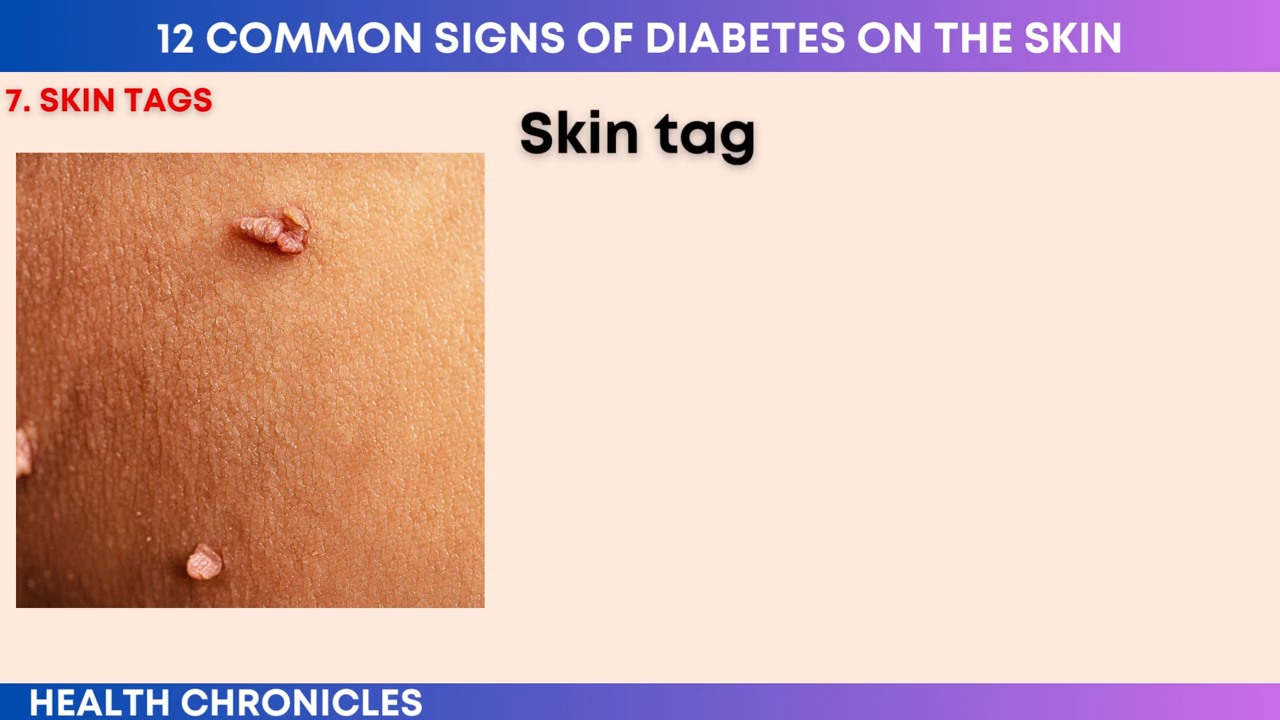 12 COMMON SIGNS OF DIABETES ON THE SKIN
7. SKIN TAGS
Skin tag
HEALTH CHRONICLES